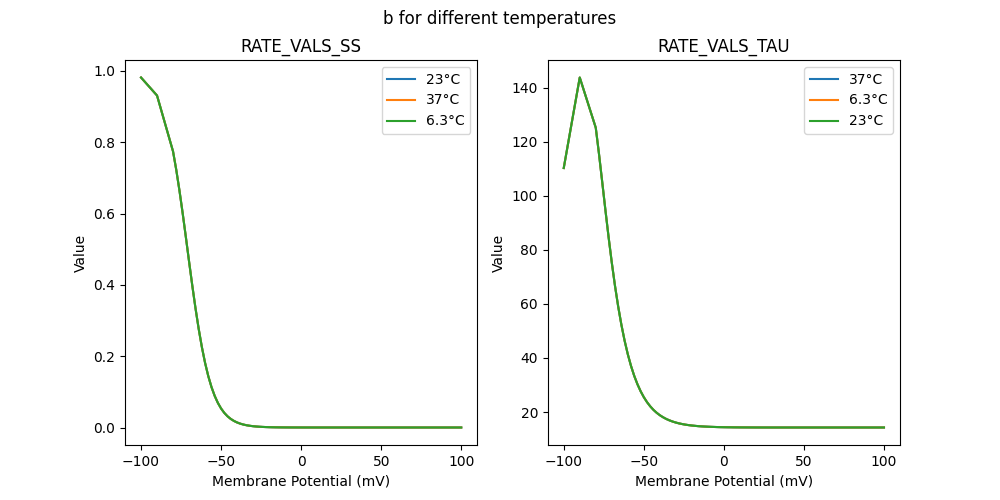 b for different temperatures
RATE_VALS_SS
RATE_VALS_TAU
1.0
0.8
0.6
0.4
0.2
0.0
Value
23°C
37°C
6.3°C
−100
−50
0
50
100
Membrane Potential (mV)
140
120
100
80
60
40
20
Value
37°C
6.3°C
23°C
−100
−50
0
50
100
Membrane Potential (mV)